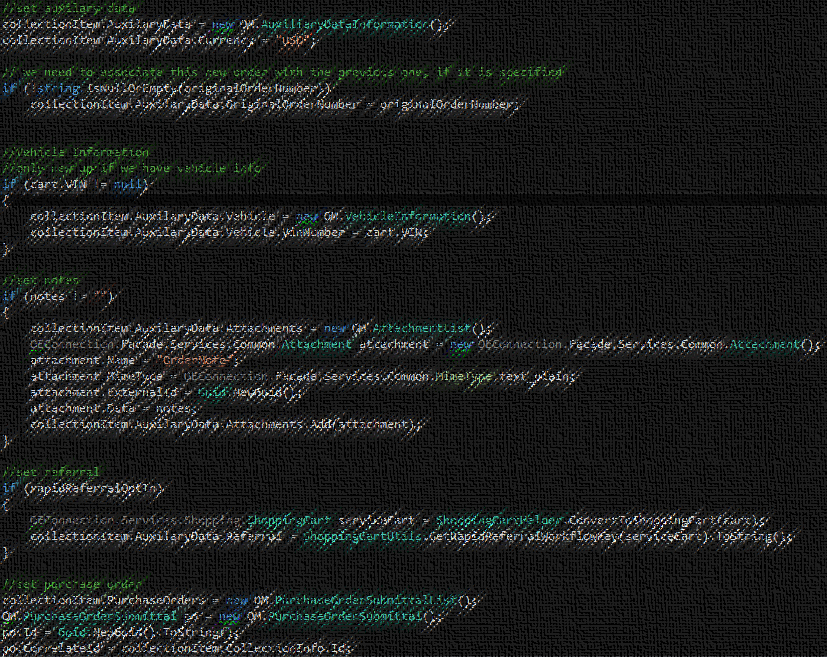 //set auxilary data
collectionItem.AuxilaryData = new OM.AuxiliaryDataInformation();
collectionItem.AuxilaryData.Currency = "USD";
// we need to associate this new order with the previous one, if it is specified
if (!string.IsNullOrEmpty(originalOrderNumber))
collectionItem.AuxilaryData.OriginalOrderNumber = originalOrderNumber;
//Vehicle Information
//only new up if we have vehicle info
if (cart.VIN != null)
{
collectionItem.AuxilaryData.Vehicle = new OM.VehicleInformation();
collectionItem.AuxilaryData.Vehicle.VinNumber = cart.VIN;
}
//set notes
if (notes != "")
{
collectionItem.AuxilaryData.Attachments = new OM.AttachmentList();
OEConnection.Facade.Services.Common.Attachment attachment = new OEConnection.Facade.Services.Common.Attachment();
attachment.Name = "OrderNote";
attachment.MimeType = OEConnection.Facade.Services.Common.MimeType.text_plain;
attachment.ExternalId = Guid.NewGuid();
attachment.Data = notes;
collectionItem.AuxilaryData.Attachments.Add(attachment);
}
//set referral
if (rapidReferralOptIn)
{
OEConnection.Services.Shopping.ShoppingCart serviceCart = ShoppingCartHelper.ConvertToShoppingCart(cart);
collectionItem.AuxilaryData.Referral = ShoppingCartUtils.GetRapidReferralWorkflowKey(serviceCart).ToString();
}
//set purchase order
collectionItem.PurchaseOrders = new OM.PurchaseOrderSubmittalList();
OM.PurchaseOrderSubmittal po = new OM.PurchaseOrderSubmittal();
po.Id = Guid.NewGuid().ToString();
po.CorrelateId = collectionItem.CollectionInfo.Id;